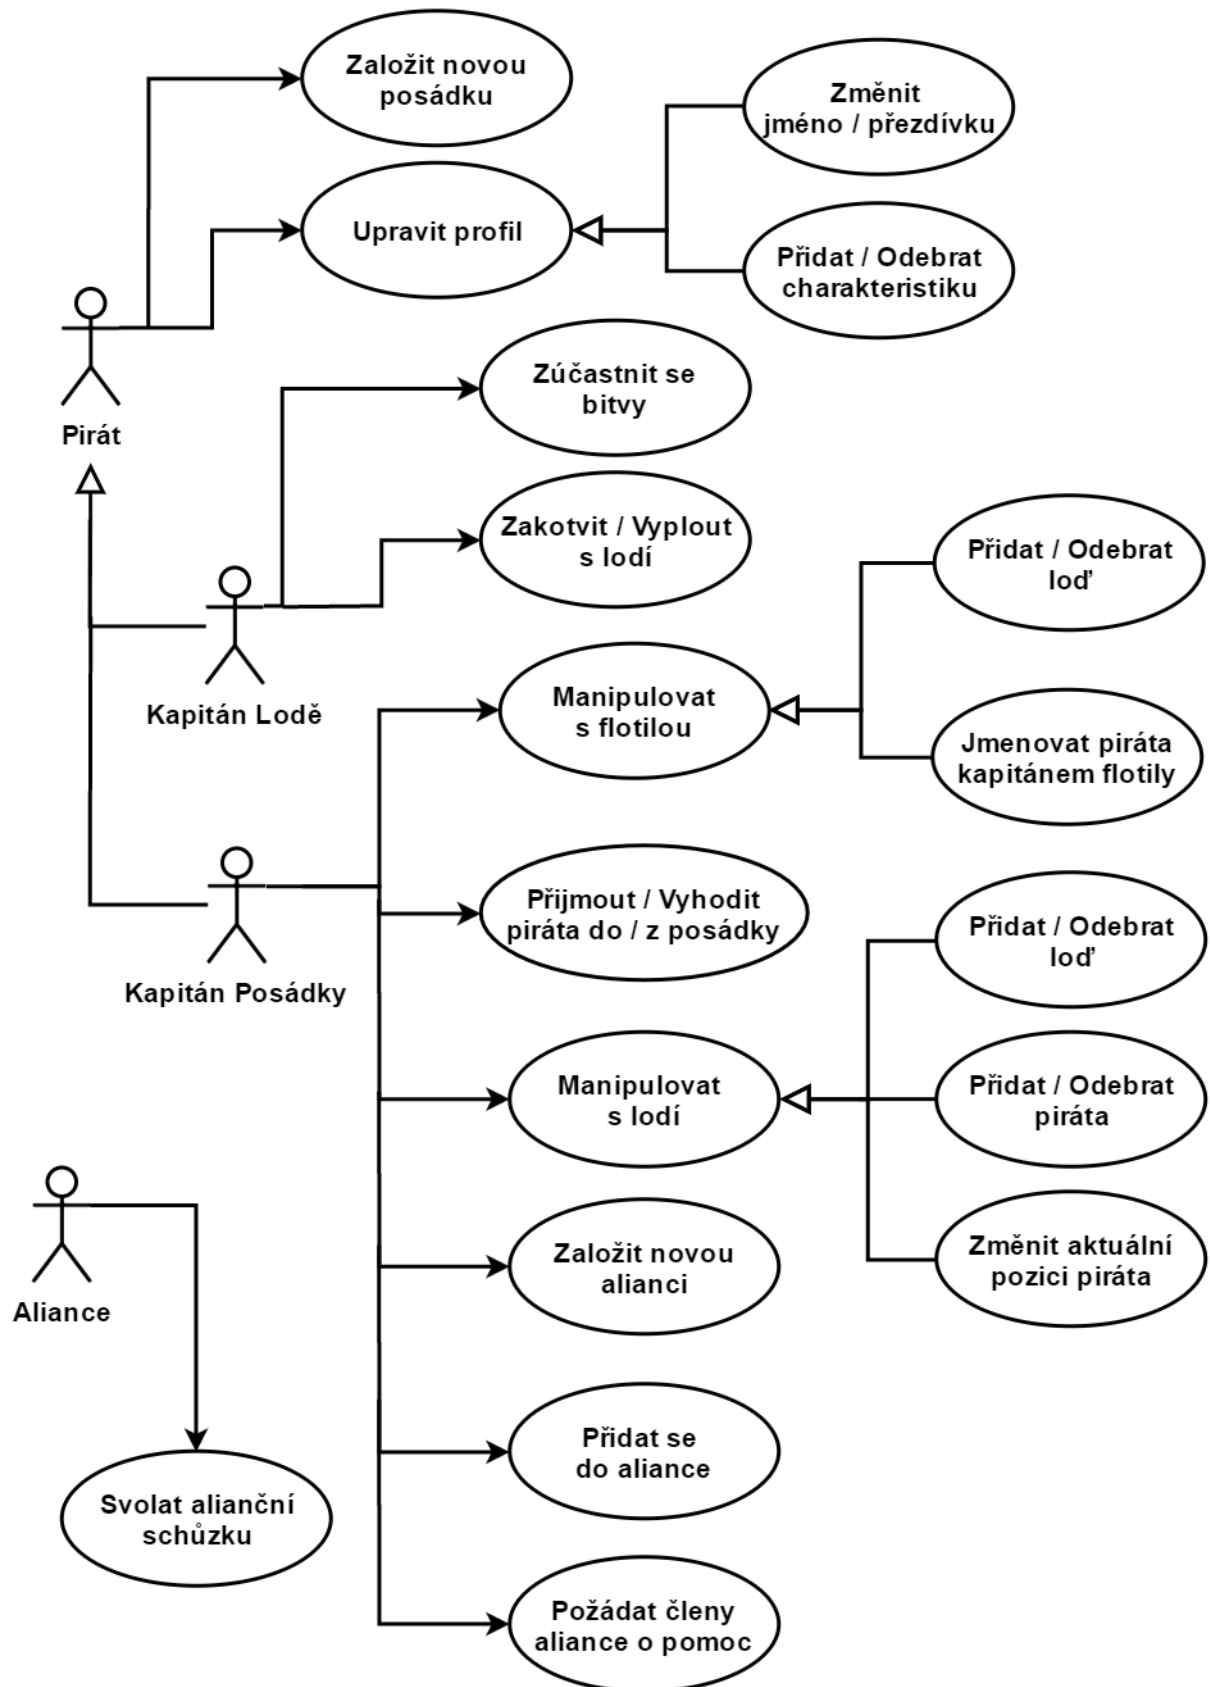 Založit novou
posádku
Změnit
jméno / přezdívku
Upravit profil
Přidat / Odebrat
charakteristiku
Pirát
Zúčastnit se
bitvy
Zakotvit / Vyplout
s lodí
Přidat / Odebrat
loď
Kapitán Lodě
Manipulovat
s flotilou
Jmenovat piráta
kapitánem flotily
Kapitán Posádky
Přijmout / Vyhodit
piráta do / z posádky
Přidat / Odebrat
loď
Manipulovat
s lodí
Přidat / Odebrat
piráta
Aliance
Založit novou
alianci
Změnit aktuální
pozici piráta
Přidat se
do aliance
Svolat alianční
schůzku
Požádat členy
aliance o pomoc